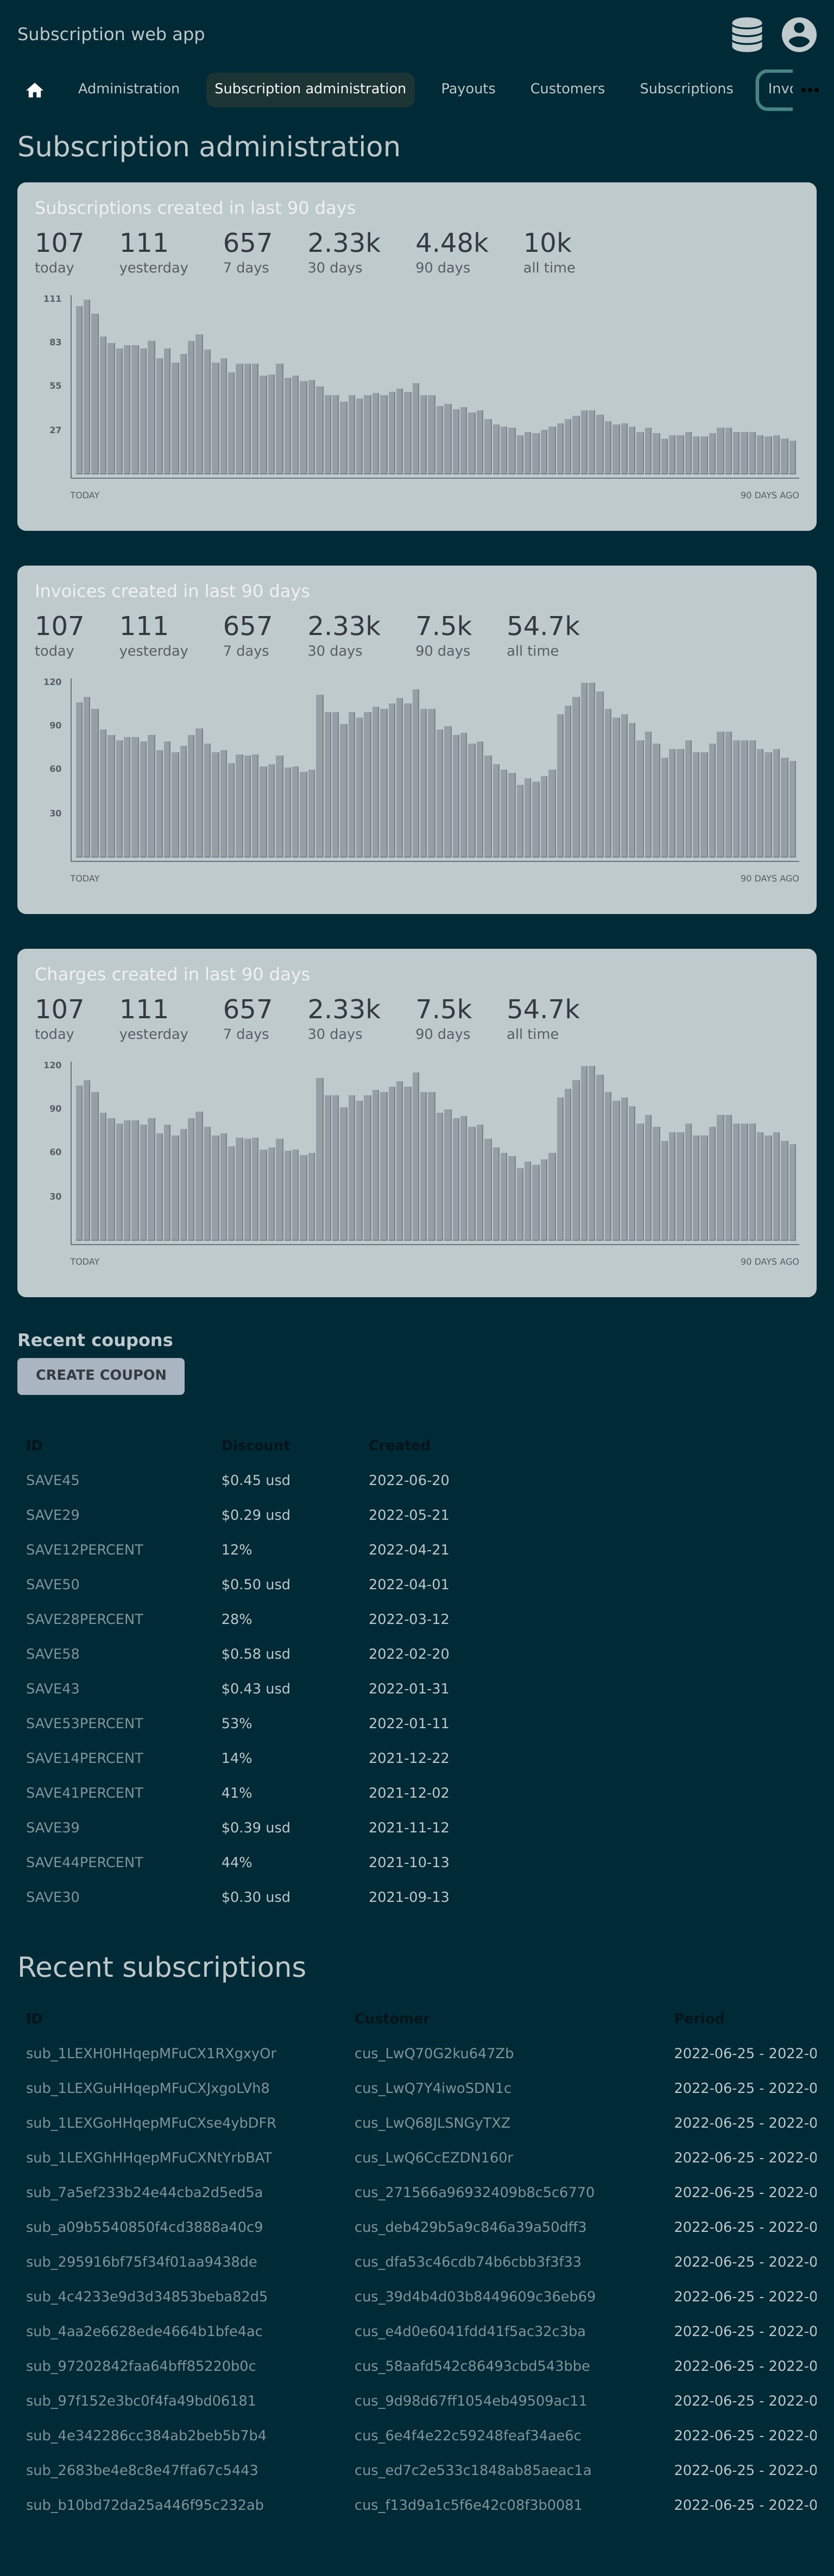 Subscription web app
Administration Subscription administration Payouts Customers Subscriptions
Subscription administration
Subscriptions created in last 90 days
107 111 657 2.33k 4.48k 10k
today yesterday 7 days 30 days 90 days all time
111
83
55
27
TODAY 90 DAYS AGO
Invoices created in last 90 days
107 111 657 2.33k 7.5k 54.7k
today yesterday 7 days 30 days 90 days all time
120
90
60
30
TODAY 90 DAYS AGO
Charges created in last 90 days
107 111 657 2.33k 7.5k 54.7k
today yesterday 7 days 30 days 90 days all time
120
90
60
30
TODAY 90 DAYS AGO
Recent coupons
CREATE COUPON
ID Discount Created
SAVE45 $0.45 usd 2022-06-20
SAVE29 $0.29 usd 2022-05-21
SAVE12PERCENT 12% 2022-04-21
SAVE50 $0.50 usd 2022-04-01
SAVE28PERCENT 28% 2022-03-12
SAVE58 $0.58 usd 2022-02-20
SAVE43 $0.43 usd 2022-01-31
SAVE53PERCENT 53% 2022-01-11
SAVE14PERCENT 14% 2021-12-22
SAVE41PERCENT 41% 2021-12-02
SAVE39 $0.39 usd 2021-11-12
SAVE44PERCENT 44% 2021-10-13
SAVE30 $0.30 usd 2021-09-13
Recent subscriptions
ID Customer Period
sub_1LEXH0HHqepMFuCX1RXgxyOr cus_LwQ70G2ku647Zb 2022-06-25 - 2022-0
sub_1LEXGuHHqepMFuCXJxgoLVh8 cus_LwQ7Y4iwoSDN1c 2022-06-25 - 2022-0
sub_1LEXGoHHqepMFuCXse4ybDFR cus_LwQ68JLSNGyTXZ 2022-06-25 - 2022-0
sub_1LEXGhHHqepMFuCXNtYrbBAT cus_LwQ6CcEZDN160r 2022-06-25 - 2022-0
sub_7a5ef233b24e44cba2d5ed5a cus_271566a96932409b8c5c6770 2022-06-25 - 2022-0
sub_a09b5540850f4cd3888a40c9 cus_deb429b5a9c846a39a50dff3 2022-06-25 - 2022-0
sub_295916bf75f34f01aa9438de cus_dfa53c46cdb74b6cbb3f3f33 2022-06-25 - 2022-0
sub_4c4233e9d3d34853beba82d5 cus_39d4b4d03b8449609c36eb69 2022-06-25 - 2022-0
sub_4aa2e6628ede4664b1bfe4ac cus_e4d0e6041fdd41f5ac32c3ba 2022-06-25 - 2022-0
sub_97202842faa64bff85220b0c cus_58aafd542c86493cbd543bbe 2022-06-25 - 2022-0
sub_97f152e3bc0f4fa49bd06181 cus_9d98d67ff1054eb49509ac11 2022-06-25 - 2022-0
sub_4e342286cc384ab2beb5b7b4 cus_6e4f4e22c59248feaf34ae6c 2022-06-25 - 2022-0
sub_2683be4e8c8e47ffa67c5443 cus_ed7c2e533c1848ab85aeac1a 2022-06-25 - 2022-0
sub_b10bd72da25a446f95c232ab cus_f13d9a1c5f6e42c08f3b0081 2022-06-25 - 2022-0